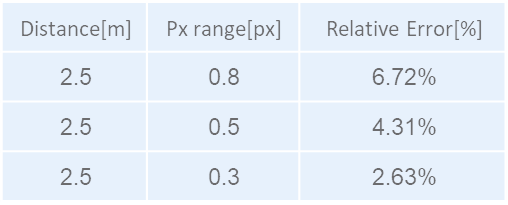 Distance[m] Px range[px] Relative Error[%]
2.5 0.8 6.72%
2.5 0.5 4.31%
2.5 0.3 2.63%